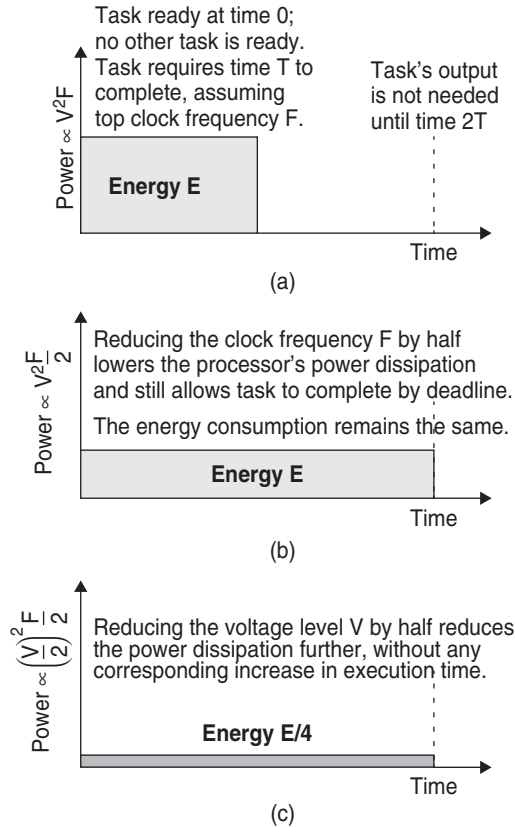 Task ready at time 0;
no other task is ready.
Task requires time T to
complete, assuming
top clock frequency F.
Task's output
is not needed
until time 2T
Power ∝ V²F
Energy E
Time
(a)
Reducing the clock frequency F by half
lowers the processor's power dissipation
and still allows task to complete by deadline.
The energy consumption remains the same.
Power ∝ V² F/2
Energy E
Time
(b)
Reducing the voltage level V by half reduces
the power dissipation further, without any
corresponding increase in execution time.
Power ∝ (V/2)² F/2
Energy E/4
Time
(c)